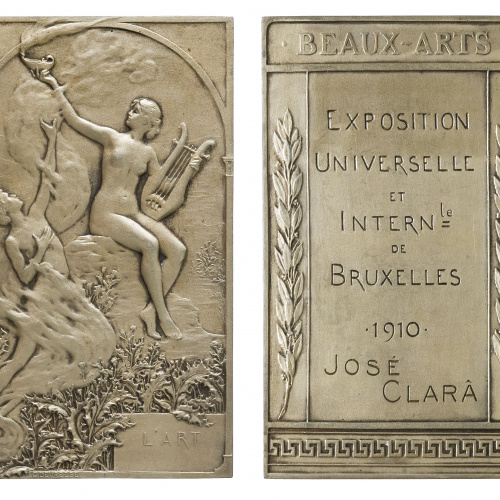 L'ART
BEAUX-ARTS
EXPOSITION
UNIVERSELLE
ET
INTERNle
DE
BRUXELLES
·1910·
JOSÉ
CLARÂ